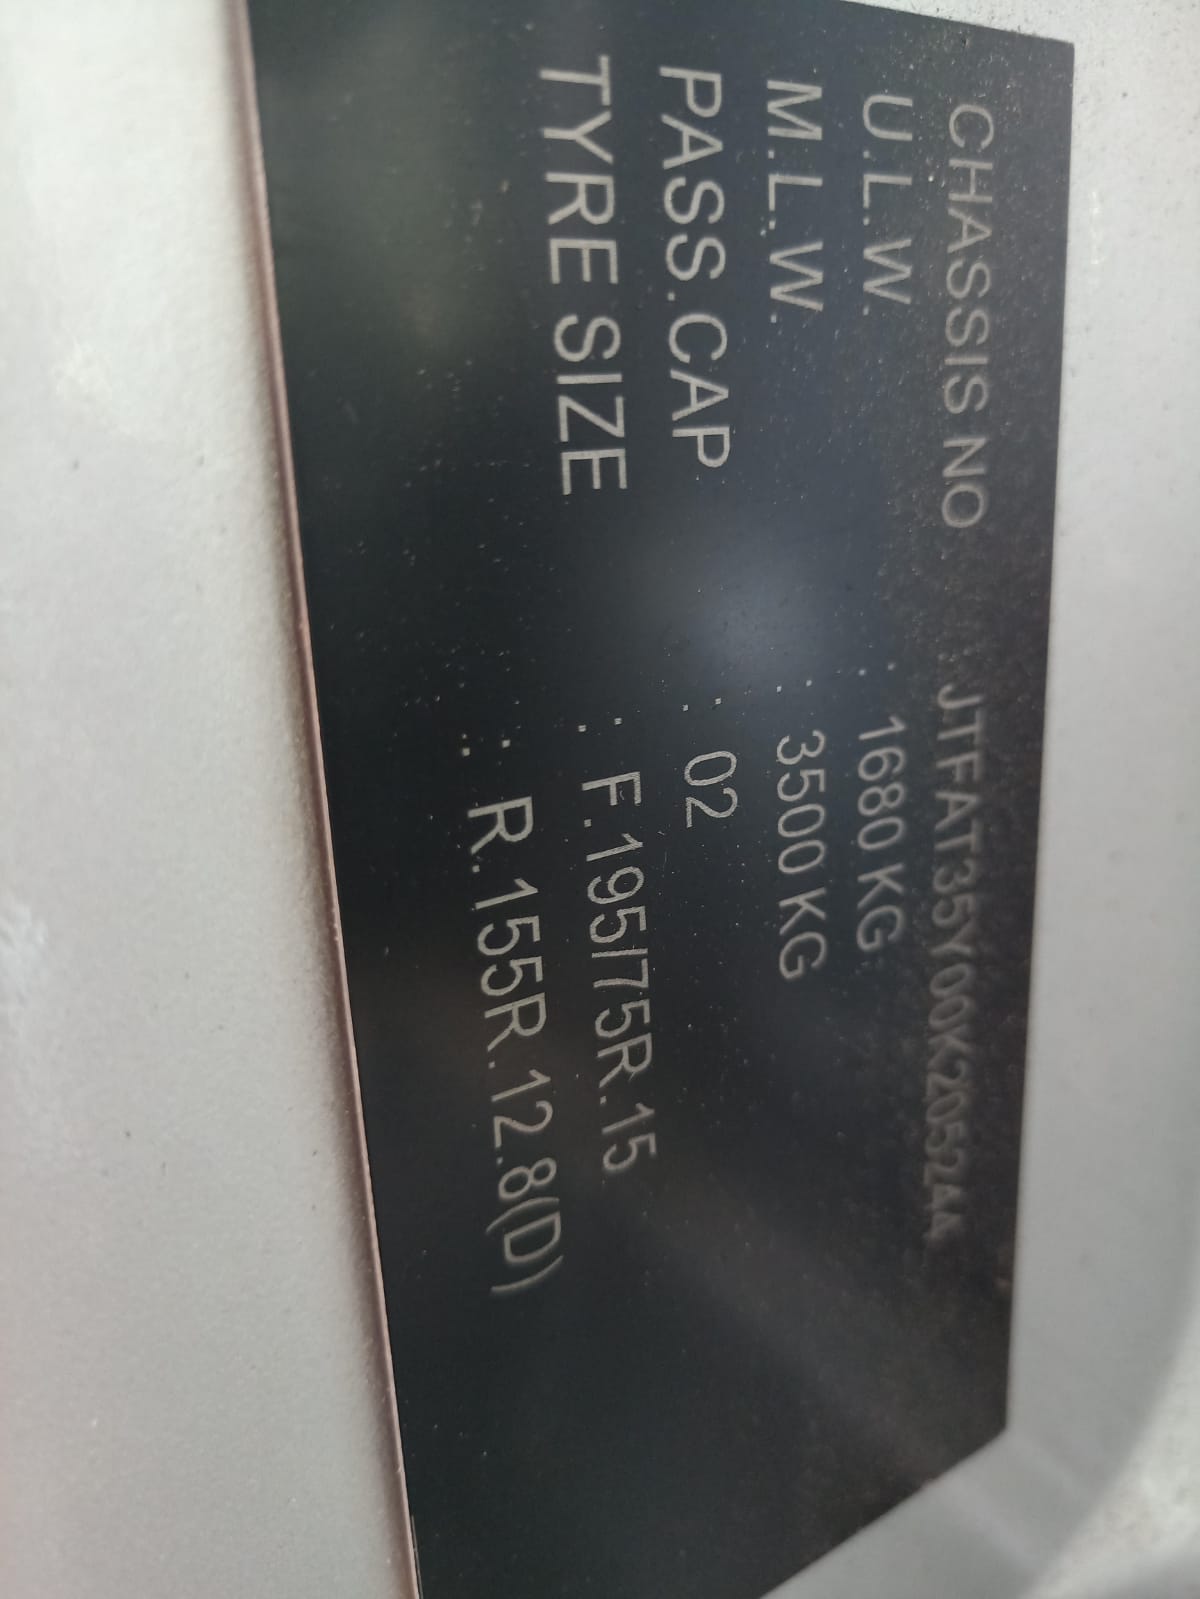 CHASSIS NO JTFAT35Y00K205244
U.L.W. : 1680 KG
M.L.W. : 3500 KG
PASS.CAP : 02
TYRE SIZE : F.195/75R.15
: R.155R.12.8(D)